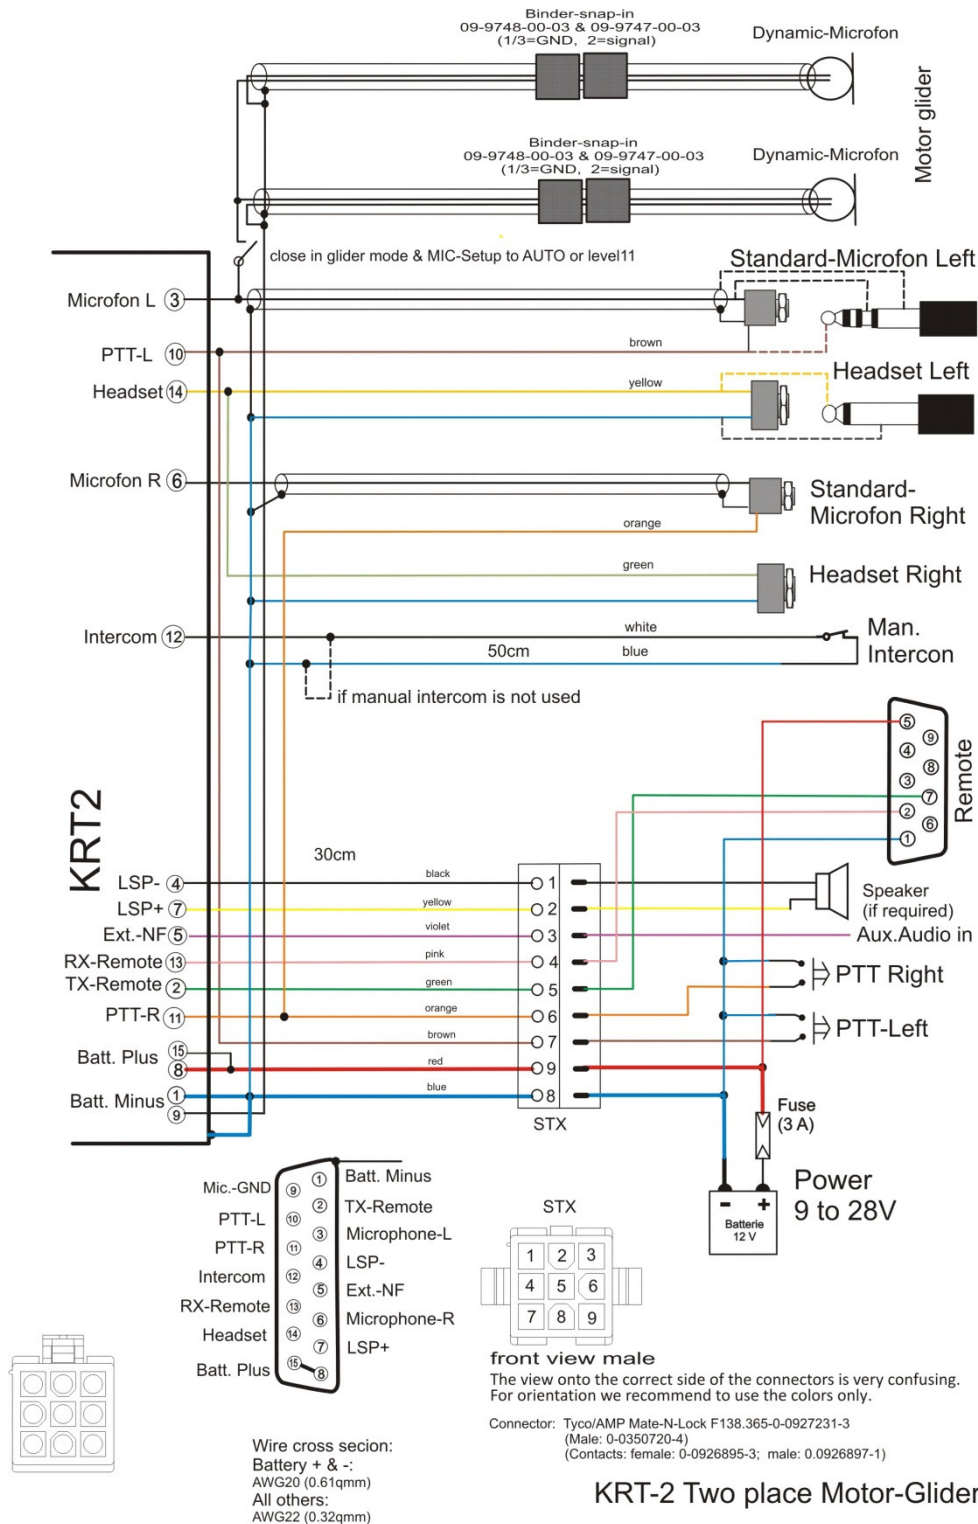 Binder-snap-in
09-9748-00-03 & 09-9747-00-03
(1/3=GND, 2=signal)
Dynamic-Microfon
Motor glider
Binder-snap-in
09-9748-00-03 & 09-9747-00-03
(1/3=GND, 2=signal)
Dynamic-Microfon
close in glider mode & MIC-Setup to AUTO or level11
Standard-Microfon Left
Microfon L 3
brown
PTT-L 10
Headset Left
Headset 14
yellow
Microfon R 6
Standard-
Microfon Right
orange
green
Headset Right
Intercom 12
white
Man.
Intercon
50cm
blue
if manual intercom is not used
KRT2
Remote
5
9
4
8
3
7
2
6
1
30cm
LSP- 4
black
1
Speaker
(if required)
LSP+ 7
yellow
2
Ext.-NF 5
violet
3
Aux.Audio in
RX-Remote 13
pink
4
PTT Right
TX-Remote 2
green
5
PTT-R 11
orange
6
PTT-Left
brown
7
Batt. Plus
15
8
red
9
Batt. Minus
1
9
blue
8
STX
Fuse
(3 A)
Power
9 to 28V
- +
Batterie
12 V
1 Batt. Minus
Mic.-GND 9
2 TX-Remote
PTT-L 10
3 Microphone-L
PTT-R 11
4 LSP-
Intercom 12
5 Ext.-NF
RX-Remote 13
6 Microphone-R
Headset 14
7 LSP+
Batt. Plus 15
8
STX
1 2 3
4 5 6
7 8 9
front view male
The view onto the correct side of the connectors is very confusing.
For orientation we recommend to use the colors only.
Connector: Tyco/AMP Mate-N-Lock F138.365-0-0927231-3
(Male: 0-0350720-4)
(Contacts: female: 0-0926895-3; male: 0.0926897-1)
Wire cross secion:
Battery + & -:
AWG20 (0.61qmm)
All others:
AWG22 (0.32qmm)
KRT-2 Two place Motor-Glider